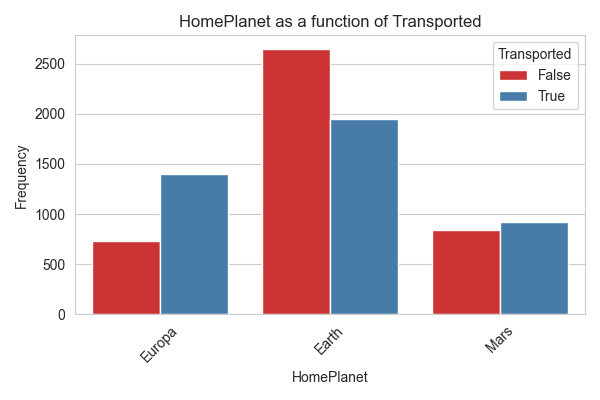 HomePlanet as a function of Transported
Transported
False
True
Frequency
2500
2000
1500
1000
500
0
Europa
Earth
Mars
HomePlanet